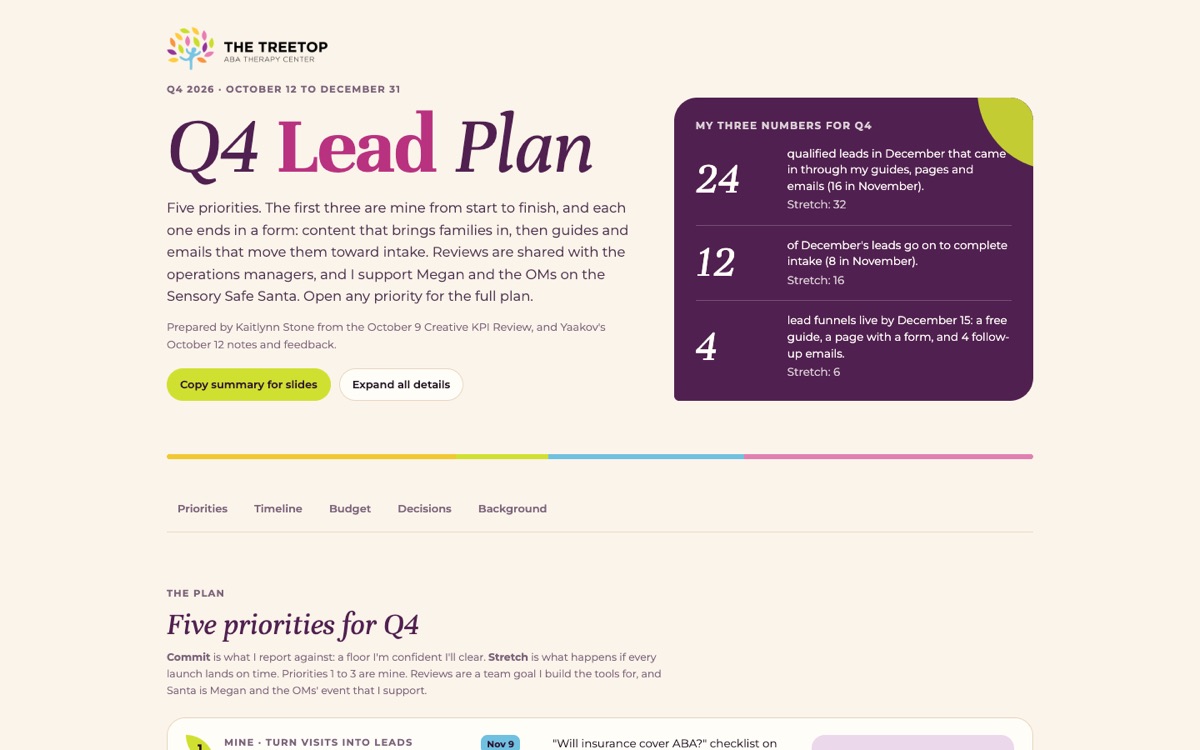 THE TREETOP
ABA THERAPY CENTER
Q4 2026 · OCTOBER 12 TO DECEMBER 31
Q4 Lead Plan
Five priorities. The first three are mine from start to finish, and each
one ends in a form: content that brings families in, then guides and
emails that move them toward intake. Reviews are shared with the
operations managers, and I support Megan and the OMs on the
Sensory Safe Santa. Open any priority for the full plan.
Prepared by Kaitlynn Stone from the October 9 Creative KPI Review, and Yaakov's
October 12 notes and feedback.
Copy summary for slides
Expand all details
MY THREE NUMBERS FOR Q4
24
qualified leads in December that came
in through my guides, pages and
emails (16 in November).
Stretch: 32
12
of December's leads go on to complete
intake (8 in November).
Stretch: 16
4
lead funnels live by December 15: a free
guide, a page with a form, and 4 follow-
up emails.
Stretch: 6
Priorities
Timeline
Budget
Decisions
Background
THE PLAN
Five priorities for Q4
Commit is what I report against: a floor I'm confident I'll clear. Stretch is what happens if every
launch lands on time. Priorities 1 to 3 are mine. Reviews are a team goal I build the tools for, and
Santa is Megan and the OMs' event that I support.
1
MINE · TURN VISITS INTO LEADS
Nov 9
"Will insurance cover ABA?" checklist on